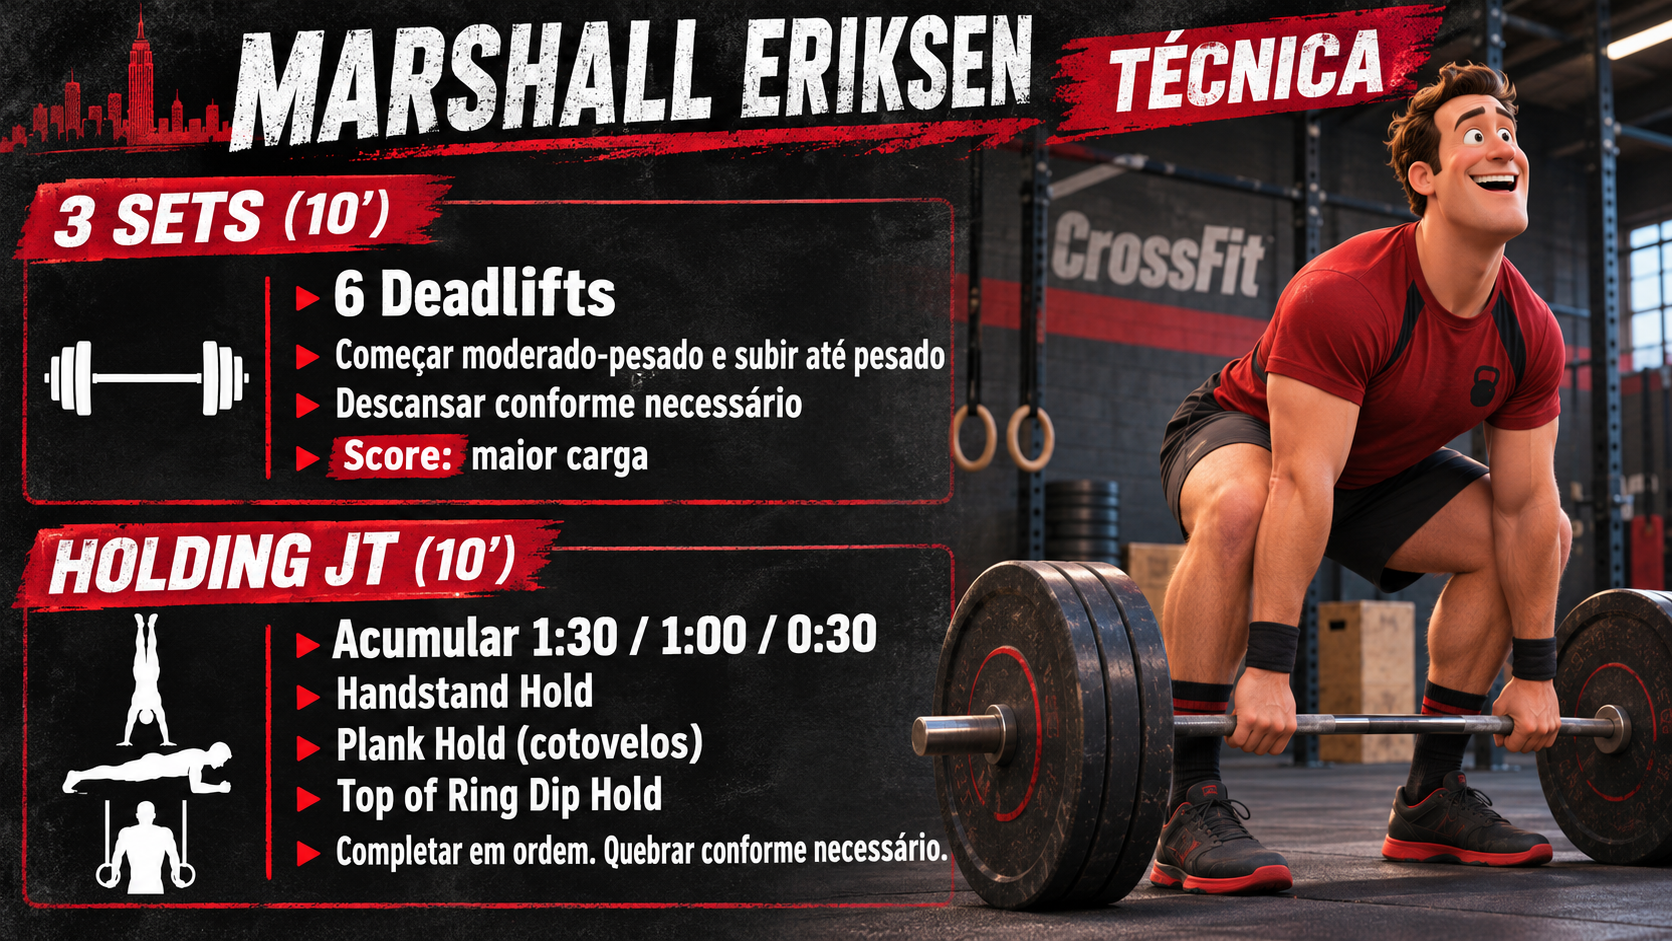 MARSHALL ERIKSEN
TÉCNICA
3 SETS (10')
6 Deadlifts
Começar moderado-pesado e subir até pesado
Descansar conforme necessário
Score: maior carga
HOLDING JT (10')
Acumular 1:30 / 1:00 / 0:30
Handstand Hold
Plank Hold (cotovelos)
Top of Ring Dip Hold
Completar em ordem. Quebrar conforme necessário.
CrossFit